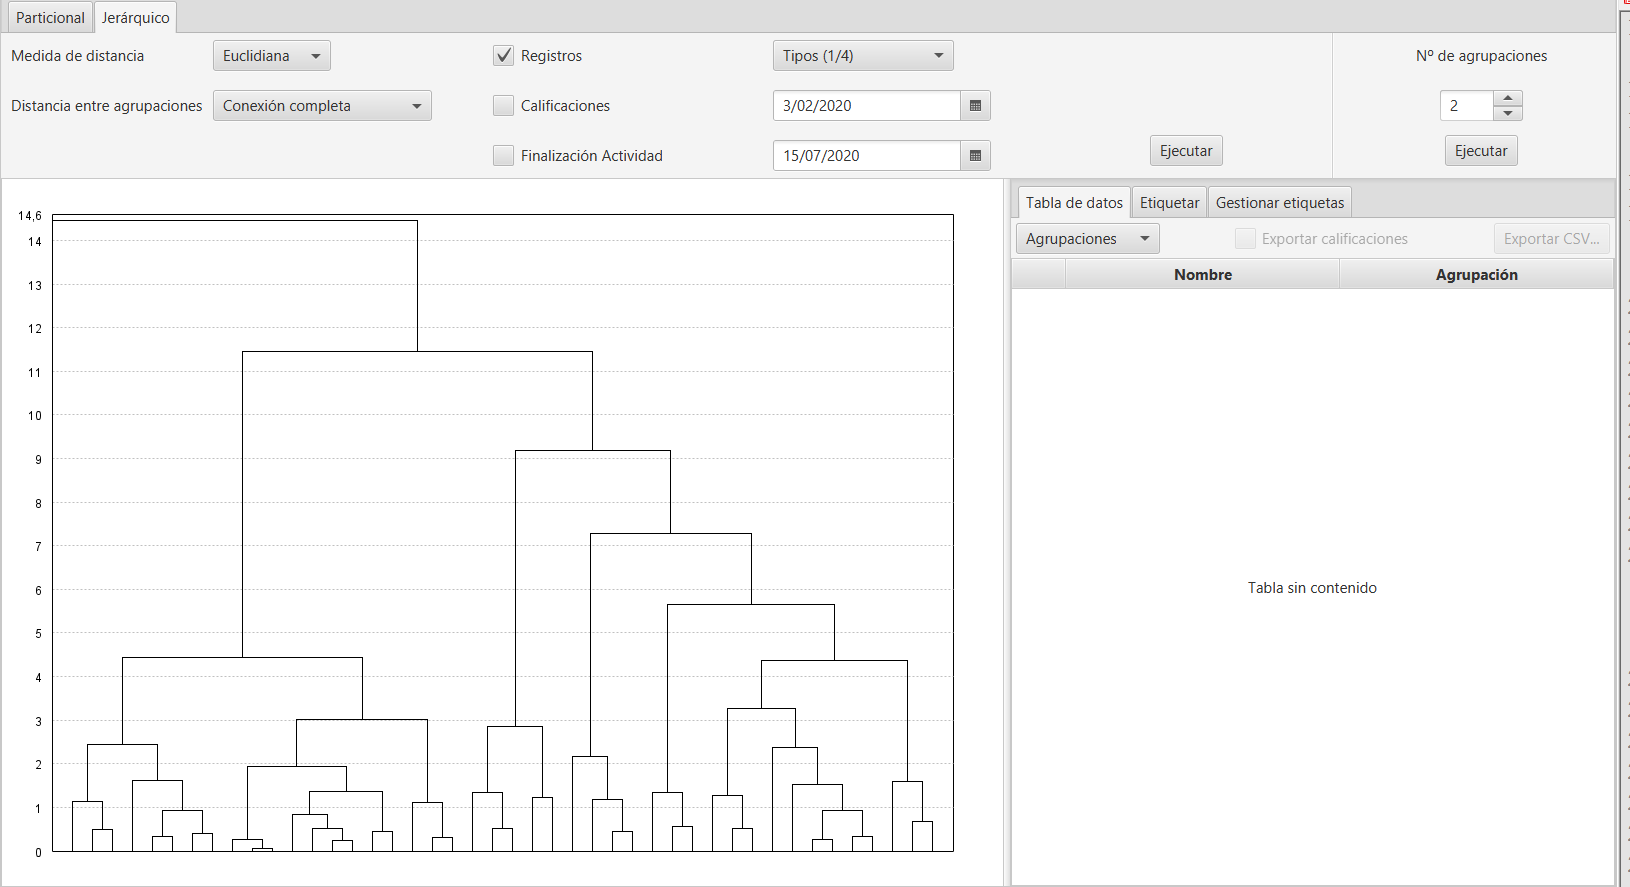 Particional Jerárquico
Medida de distancia Euclidiana Registros Tipos (1/4) Nº de agrupaciones
Distancia entre agrupaciones Conexión completa Calificaciones 3/02/2020 2
Finalización Actividad 15/07/2020 Ejecutar Ejecutar
Tabla de datos Etiquetar Gestionar etiquetas
Agrupaciones Exportar calificaciones Exportar CSV...
Nombre Agrupación
Tabla sin contenido
14,6
14
13
12
11
10
9
8
7
6
5
4
3
2
1
0